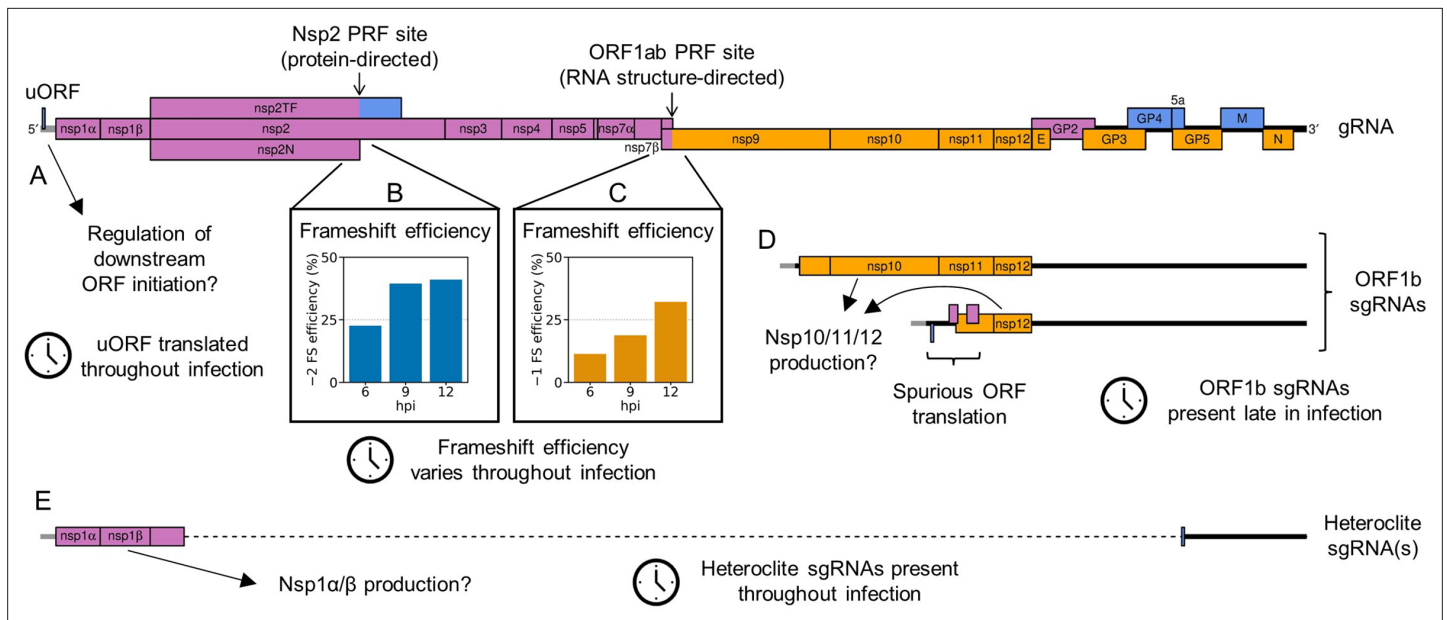 Nsp2 PRF site
(protein-directed)
ORF1ab PRF site
(RNA structure-directed)
uORF
5′
nsp1α
nsp1β
nsp2TF
nsp2
nsp2N
nsp3
nsp4
nsp5
nsp7α
nsp7β
nsp9
nsp10
nsp11
nsp12
E
GP2
GP3
GP4
5a
GP5
M
N
3′
gRNA
A
Regulation of
downstream
ORF initiation?
uORF translated
throughout infection
B
Frameshift efficiency
−2 FS efficiency (%)
50
25
0
6 9 12
hpi
C
Frameshift efficiency
−1 FS efficiency (%)
50
25
0
6 9 12
hpi
Frameshift efficiency
varies throughout infection
D
nsp10
nsp11
nsp12
nsp12
Nsp10/11/12
production?
Spurious ORF
translation
ORF1b
sgRNAs
ORF1b sgRNAs
present late in infection
E
nsp1α
nsp1β
Nsp1α/β production?
Heteroclite sgRNAs present
throughout infection
Heteroclite
sgRNA(s)